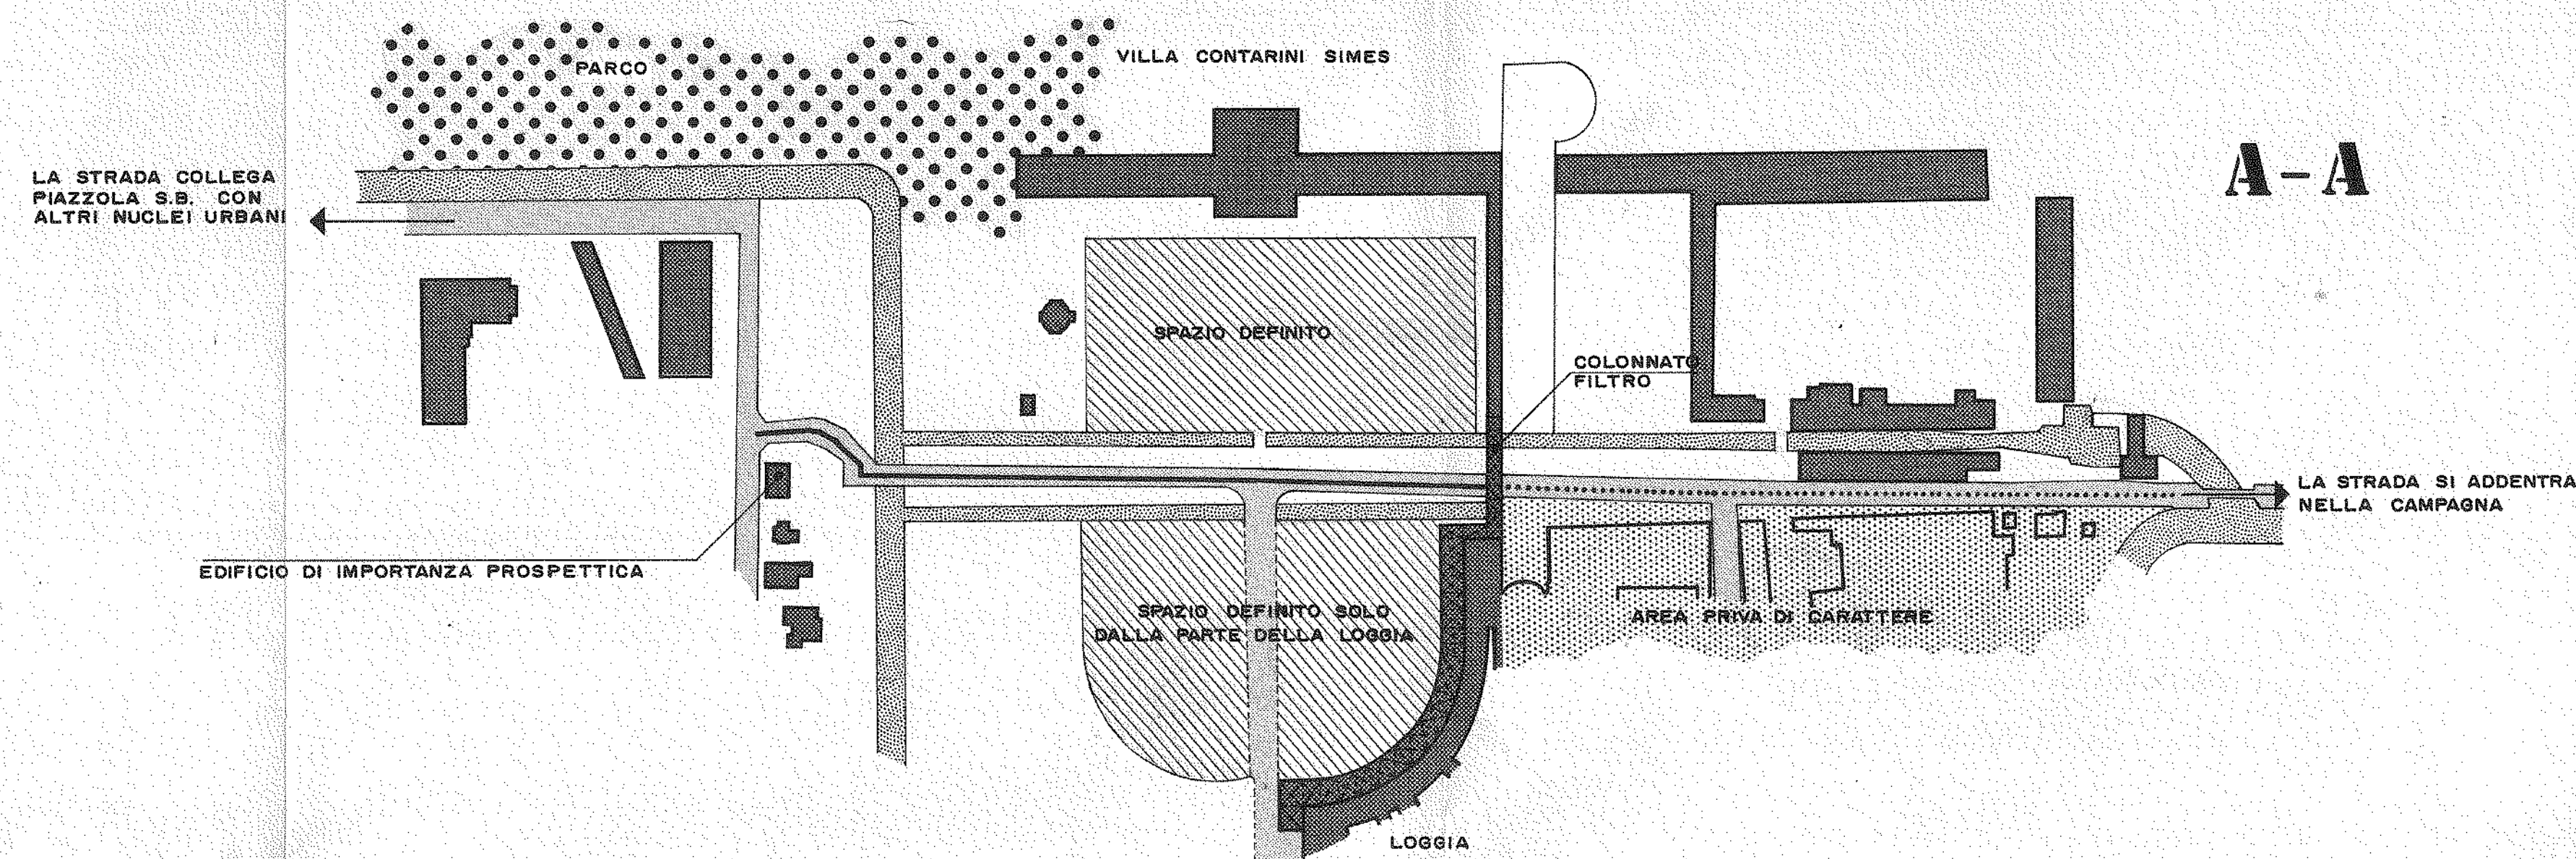 PARCO
VILLA CONTARINI SIMES
LA STRADA COLLEGA
PIAZZOLA S.B. CON
ALTRI NUCLEI URBANI
A-A
SPAZIO DEFINITO
COLONNATO
FILTRO
LA STRADA SI ADDENTRA
NELLA CAMPAGNA
EDIFICIO DI IMPORTANZA PROSPETTICA
SPAZIO DEFINITO SOLO
DALLA PARTE DELLA LOGGIA
AREA PRIVA DI CARATTERE
LOGGIA